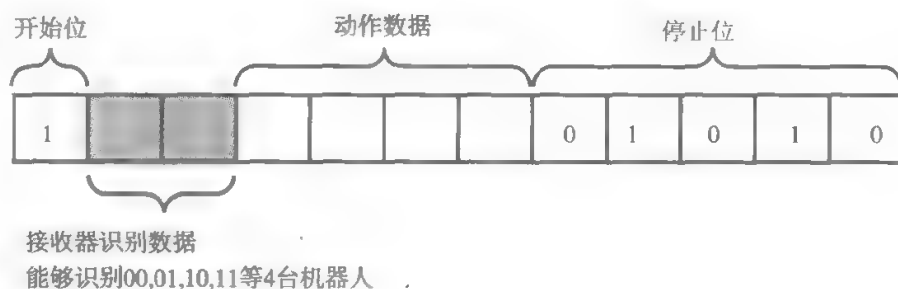 开始位 动作数据 停止位
1 0 1 0 1 0
接收器识别数据
能够识别00,01,10,11等4台机器人